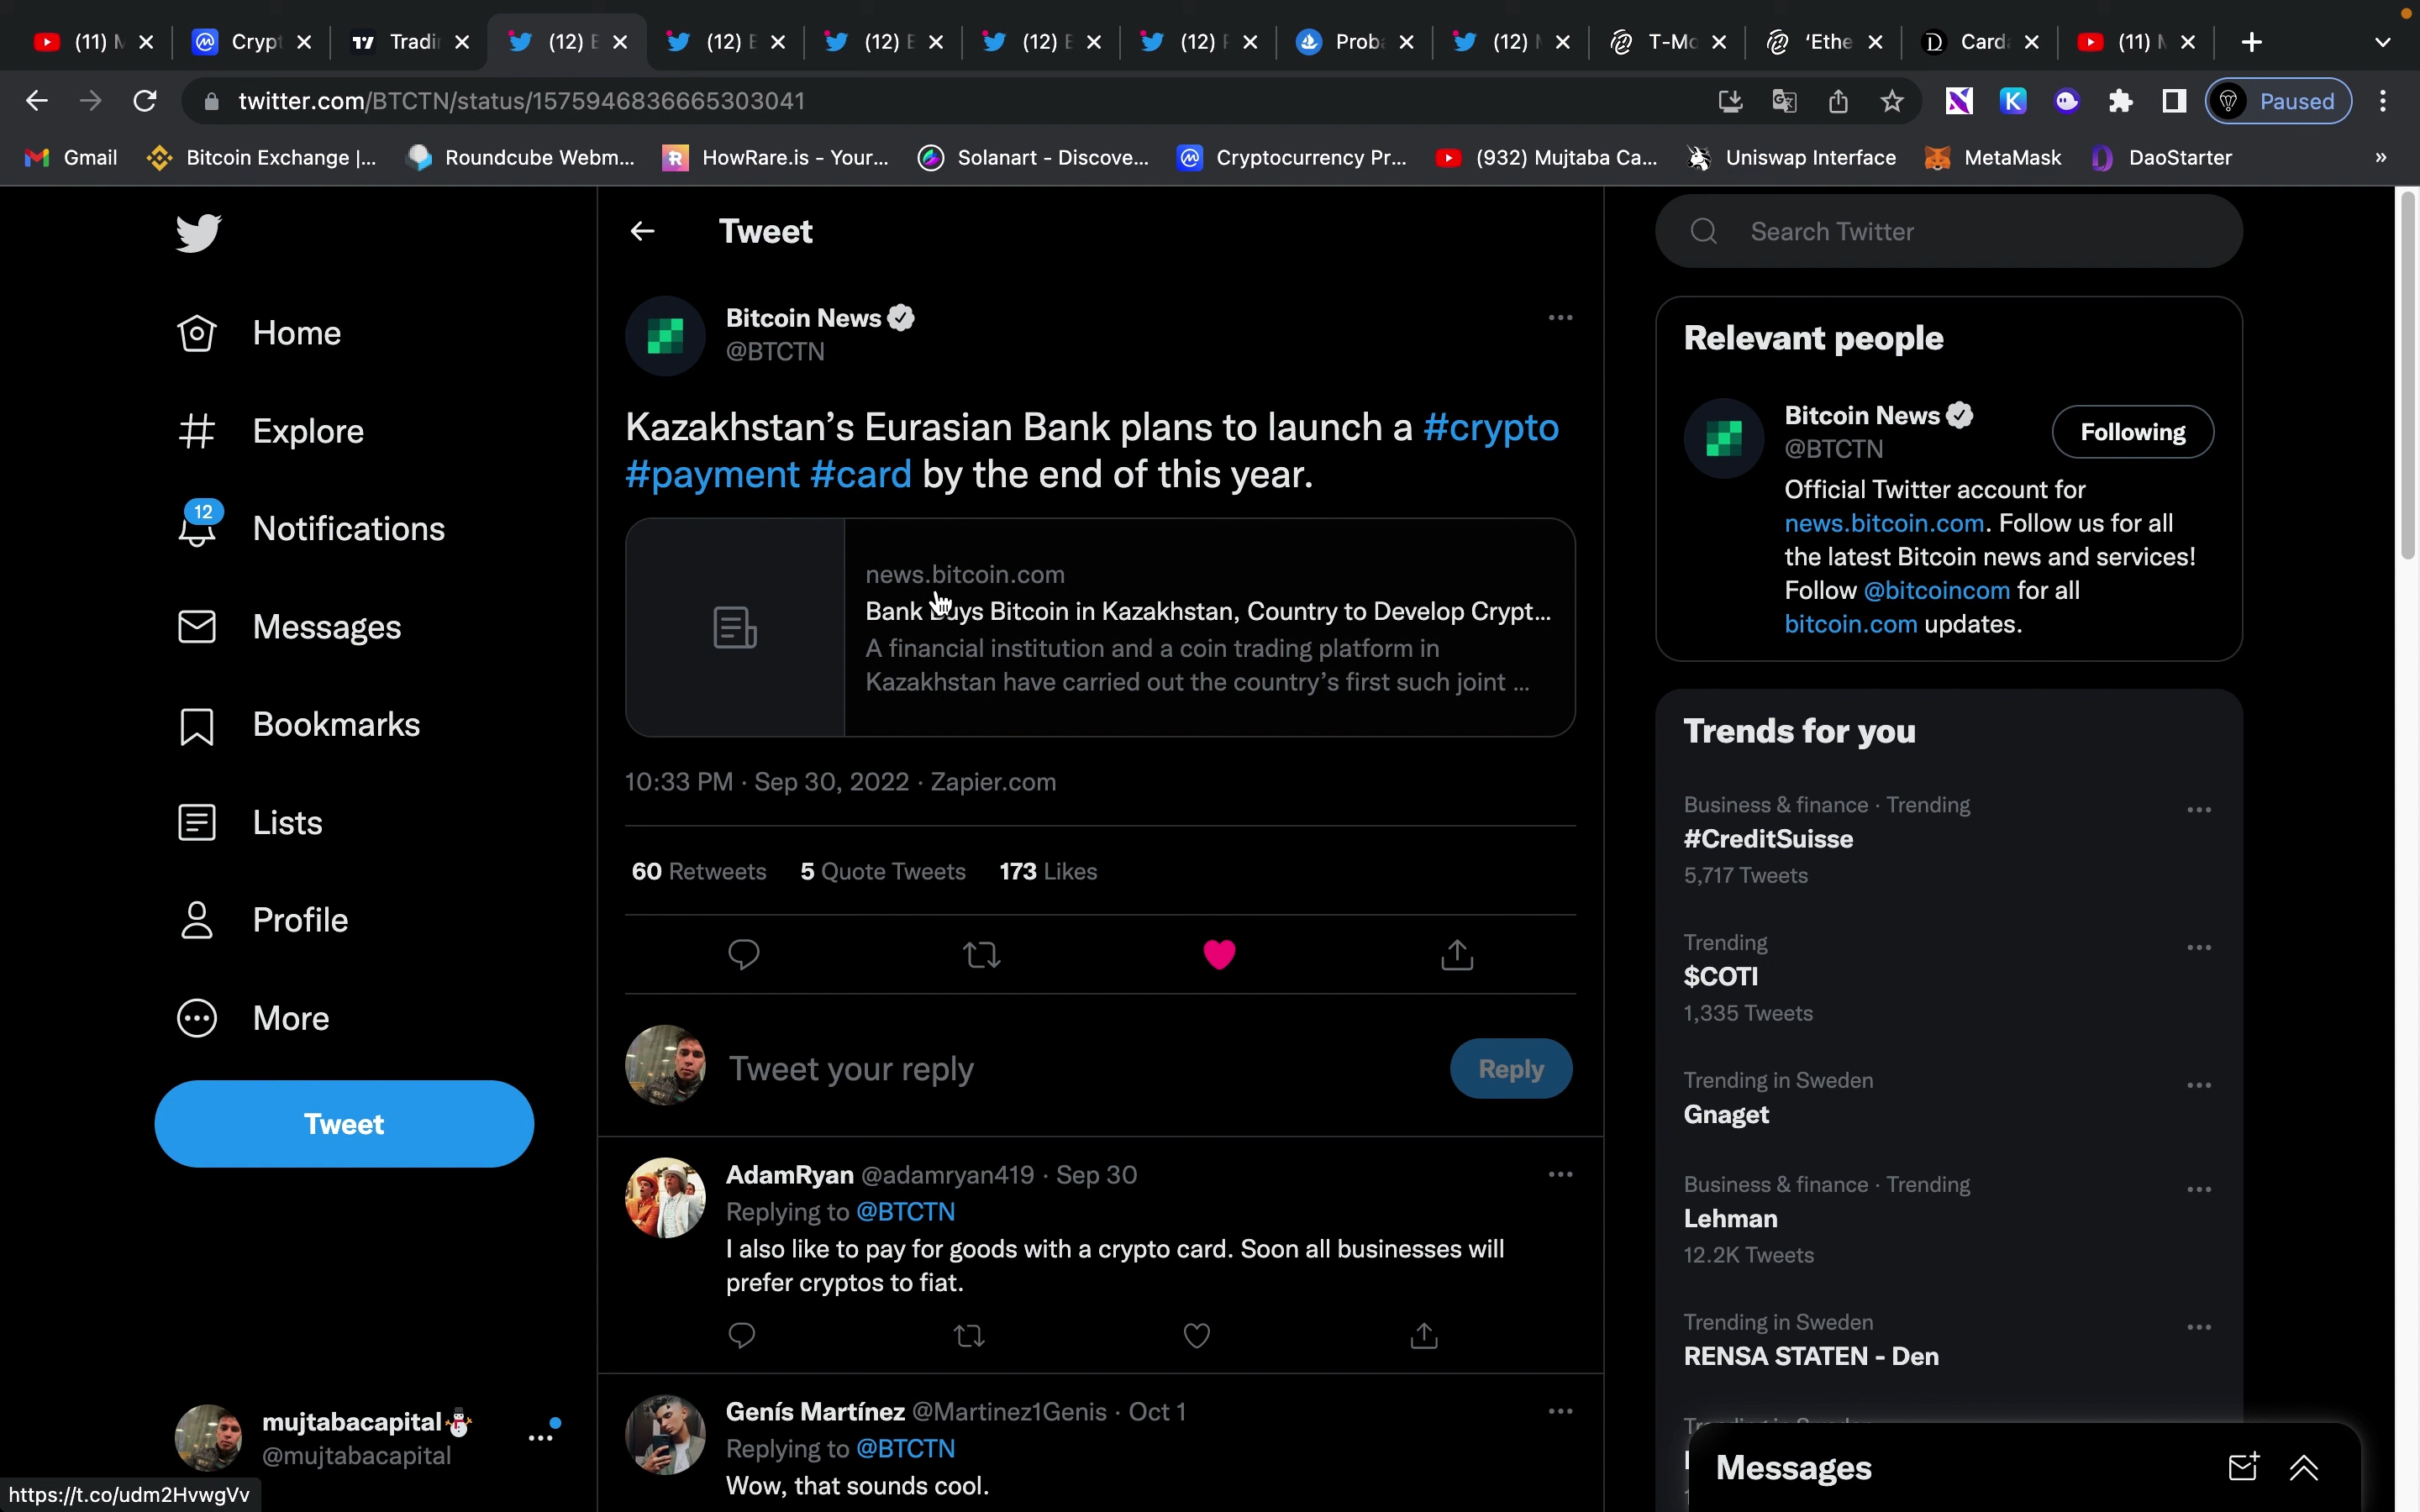 (11) M
Crypt
Tradi
(12) E
(12) E
(12) E
(12) E
(12)
Prob
(12)
T-Mo
'Ethe
Card
(11)
twitter.com/BTCTN/status/1575946836665303041
Paused
Gmail
Bitcoin Exchange |...
Roundcube Webm...
HowRare.is - Your...
Solanart - Discove...
Cryptocurrency Pr...
(932) Mujtaba Ca...
Uniswap Interface
MetaMask
DaoStarter
»
Home
Explore
12
Notifications
Messages
Bookmarks
Lists
Profile
More
Tweet
mujtabacapital
@mujtabacapital
https://t.co/udm2HvwgVv
Tweet
Bitcoin News
@BTCTN
Kazakhstan's Eurasian Bank plans to launch a #crypto
#payment #card by the end of this year.
news.bitcoin.com
Bank Buys Bitcoin in Kazakhstan, Country to Develop Crypt...
A financial institution and a coin trading platform in
Kazakhstan have carried out the country's first such joint ...
10:33 PM · Sep 30, 2022 · Zapier.com
60 Retweets 5 Quote Tweets 173 Likes
Tweet your reply
Reply
AdamRyan @adamryan419 · Sep 30
Replying to @BTCTN
I also like to pay for goods with a crypto card. Soon all businesses will
prefer cryptos to fiat.
Genís Martínez @Martinez1Genis · Oct 1
Replying to @BTCTN
Wow, that sounds cool.
Search Twitter
Relevant people
Bitcoin News
@BTCTN
Following
Official Twitter account for
news.bitcoin.com. Follow us for all
the latest Bitcoin news and services!
Follow @bitcoincom for all
bitcoin.com updates.
Trends for you
Business & finance · Trending
#CreditSuisse
5,717 Tweets
Trending
$COTI
1,335 Tweets
Trending in Sweden
Gnaget
Business & finance · Trending
Lehman
12.2K Tweets
Trending in Sweden
RENSA STATEN - Den
Messages